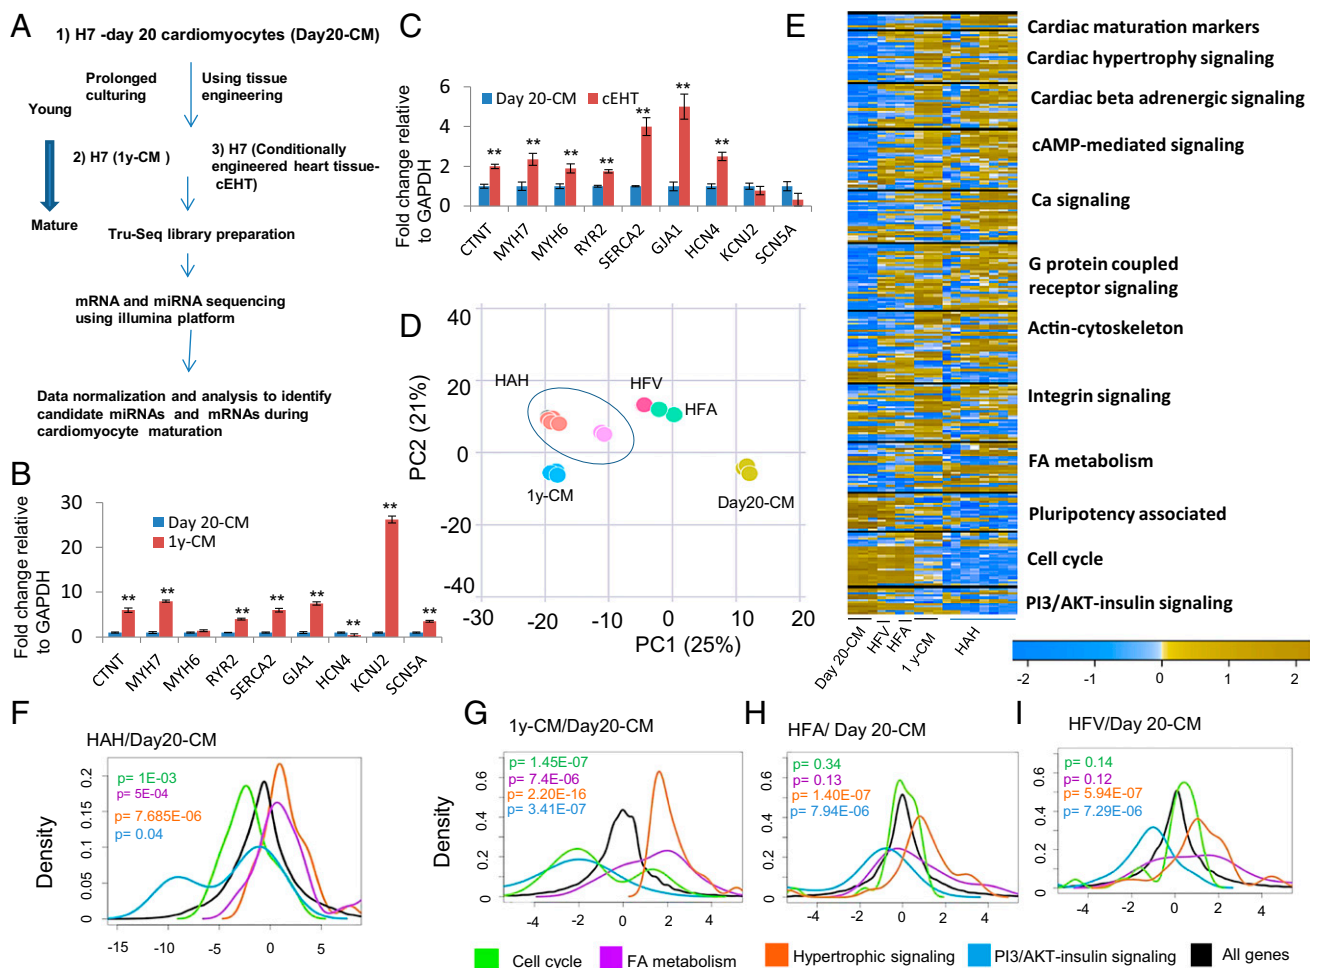 A
1) H7 -day 20 cardiomyocytes (Day20-CM)
Prolonged
culturing
Using tissue
engineering
Young
2) H7 (1y-CM )
3) H7 (Conditionally
engineered heart tissue-
cEHT)
Mature
Tru-Seq library preparation
mRNA and miRNA sequencing
using illumina platform
Data normalization and analysis to identify
candidate miRNAs and mRNAs during
cardiomyocyte maturation
B
Fold change relative
to GAPDH
30
20
10
0
Day 20-CM
1y-CM
**
**
**
**
**
**
**
**
CTNT
MYH7
MYH6
RYR2
SERCA2
GJA1
HCN4
KCNJ2
SCN5A
C
Fold change relative
to GAPDH
6
4
2
0
Day 20-CM
cEHT
**
**
**
**
**
**
**
CTNT
MYH7
MYH6
RYR2
SERCA2
GJA1
HCN4
KCNJ2
SCN5A
D
PC2 (21%)
40
20
0
-20
-40
HAH
HFV
HFA
1y-CM
Day20-CM
-30
-20
-10
0
10
20
PC1 (25%)
E
Cardiac maturation markers
Cardiac hypertrophy signaling
Cardiac beta adrenergic signaling
cAMP-mediated signaling
Ca signaling
G protein coupled
receptor signaling
Actin-cytoskeleton
Integrin signaling
FA metabolism
Pluripotency associated
Cell cycle
PI3/AKT-insulin signaling
Day 20-CM
HFV
HFA
1 y-CM
HAH
-2
-1
0
1
2
F
HAH/Day20-CM
p= 1E-03
p= 5E-04
p= 7.685E-06
p= 0.04
Density
0.2
0.15
0.1
0.05
0
-15
-10
-5
0
5
G
1y-CM/Day20-CM
p= 1.45E-07
p= 7.4E-06
p= 2.20E-16
p= 3.41E-07
Density
0.6
0.4
0.2
0
-4
-2
0
2
4
H
HFA/ Day 20-CM
p= 0.34
p= 0.13
p= 1.40E-07
p= 7.94E-06
0.6
0.4
0.2
0
-4
-2
0
2
4
I
HFV/Day 20-CM
p= 0.14
p= 0.12
p= 5.94E-07
p= 7.29E-06
0.6
0.4
0.2
0
-4
-2
0
2
4
Cell cycle
FA metabolism
Hypertrophic signaling
PI3/AKT-insulin signaling
All genes